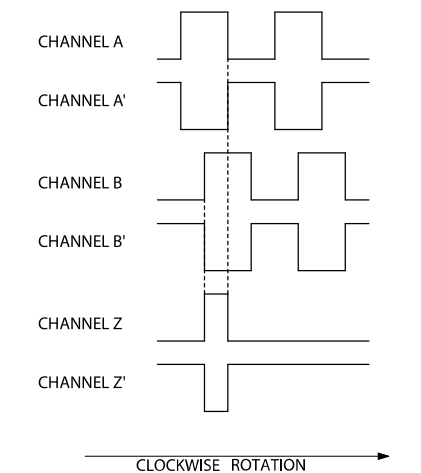 CHANNEL A
CHANNEL A'
CHANNEL B
CHANNEL B'
CHANNEL Z
CHANNEL Z'
CLOCKWISE ROTATION